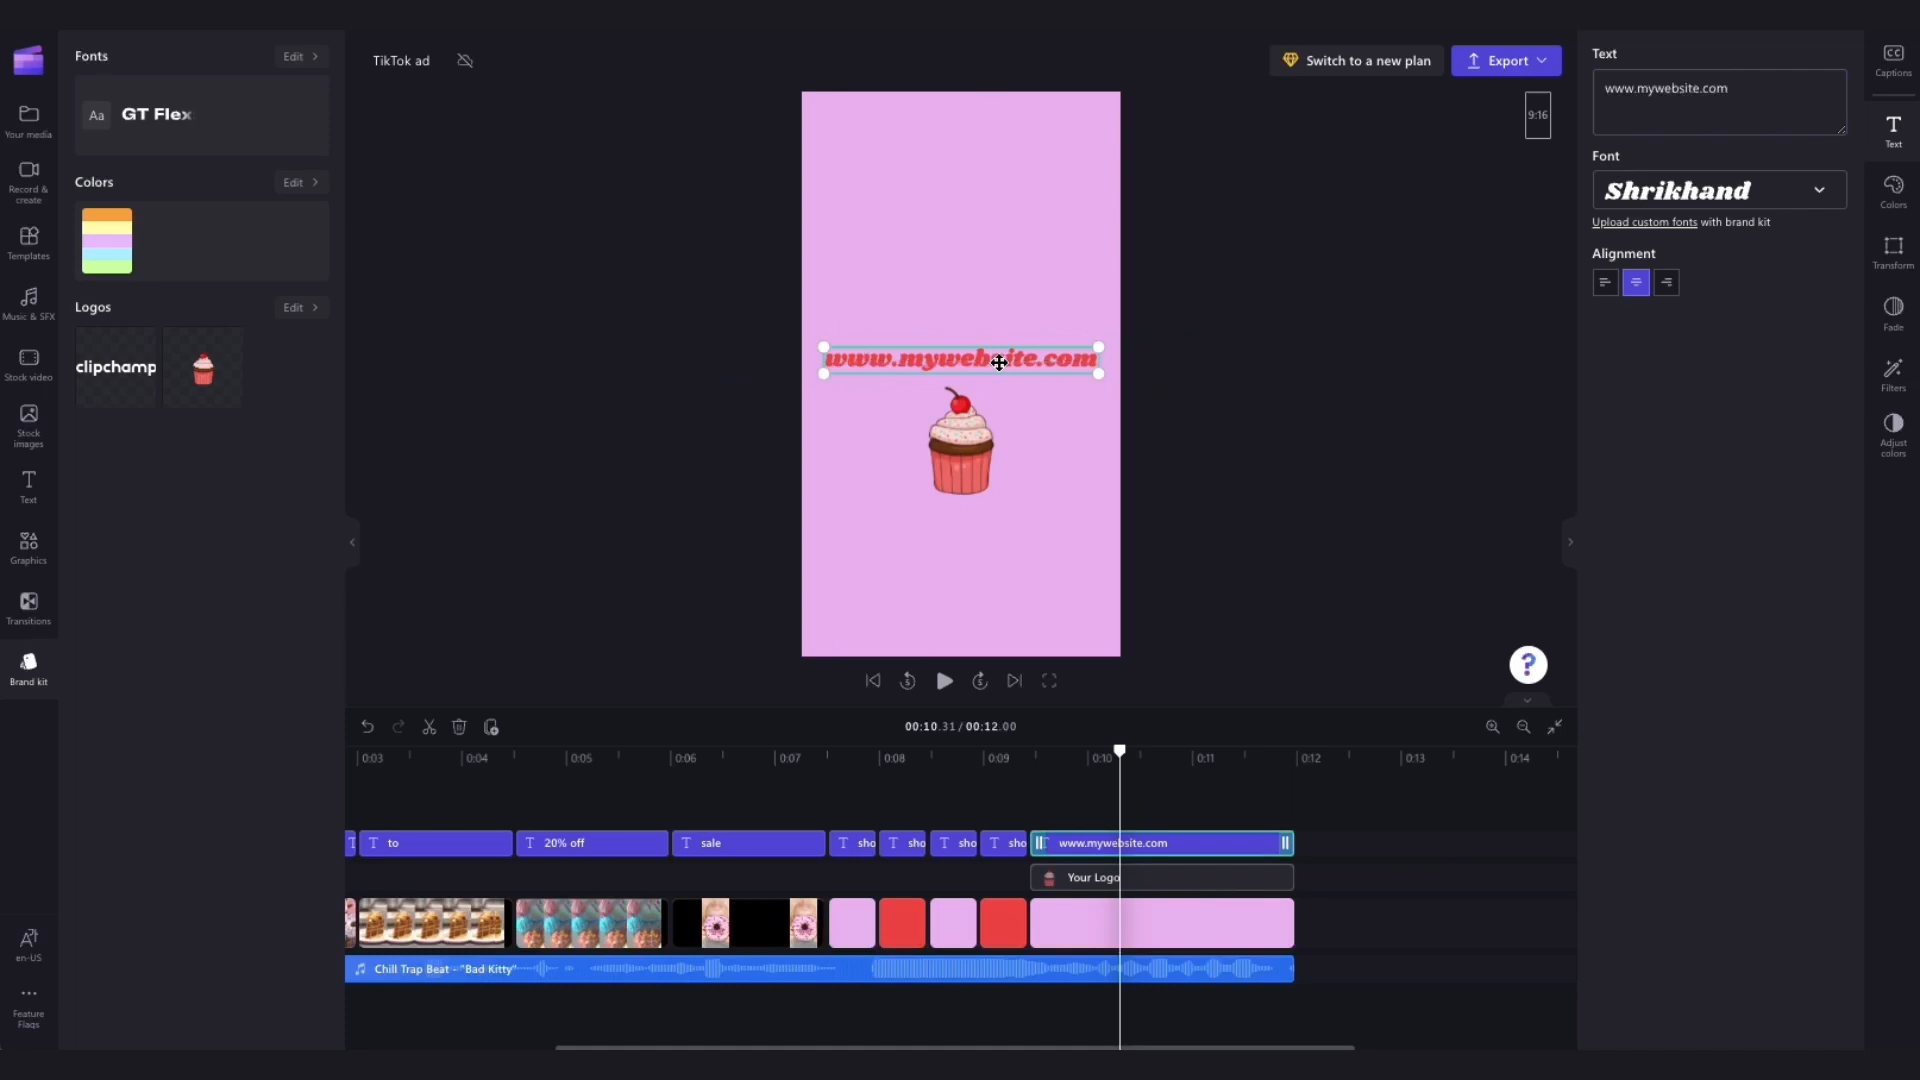 Fonts
Edit
Aa GT Flex
Colors
Edit
Logos
Edit
clipchamp
Your media
Record &
create
Templates
Music & SFX
Stock video
Stock
images
Text
Graphics
Transitions
Brand kit
en-US
Feature
Flags
TikTok ad
Switch to a new plan
Export
9:16
www.mywebsite.com
?
5
5
00:10.31 / 00:12.00
0:03 0:04 0:05 0:06 0:07 0:08 0:09 0:10 0:11 0:12 0:13 0:14
T T to T 20% off T sale T sho T sho T sho T sho www.mywebsite.com
Your Logo
Chill Trap Beat - "Bad Kitty"
Text
www.mywebsite.com
Font
Shrikhand
Upload custom fonts with brand kit
Alignment
CC
Captions
T
Text
Colors
Transform
Fade
Filters
Adjust
colors